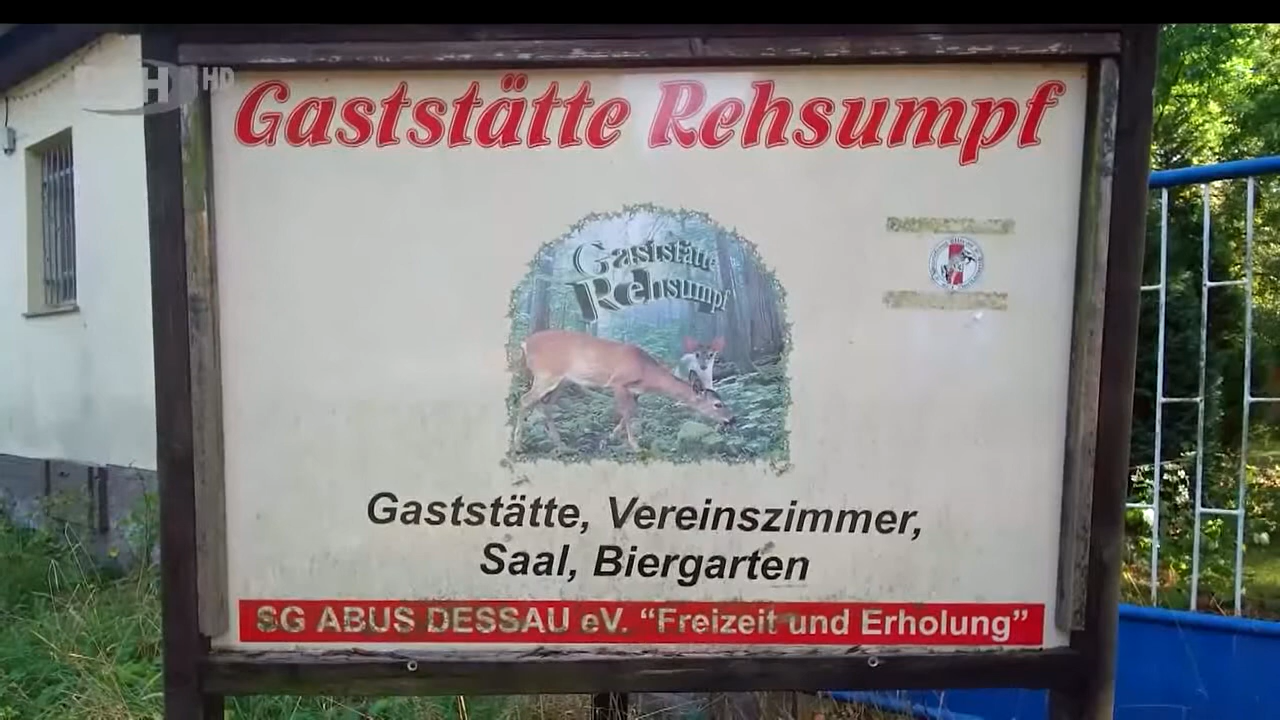 HD
Gaststätte Rehsumpf
Gaststätte
Rehsumpf
Gaststätte, Vereinszimmer,
Saal, Biergarten
SG ABUS DESSAU eV. “Freizeit und Erholung”